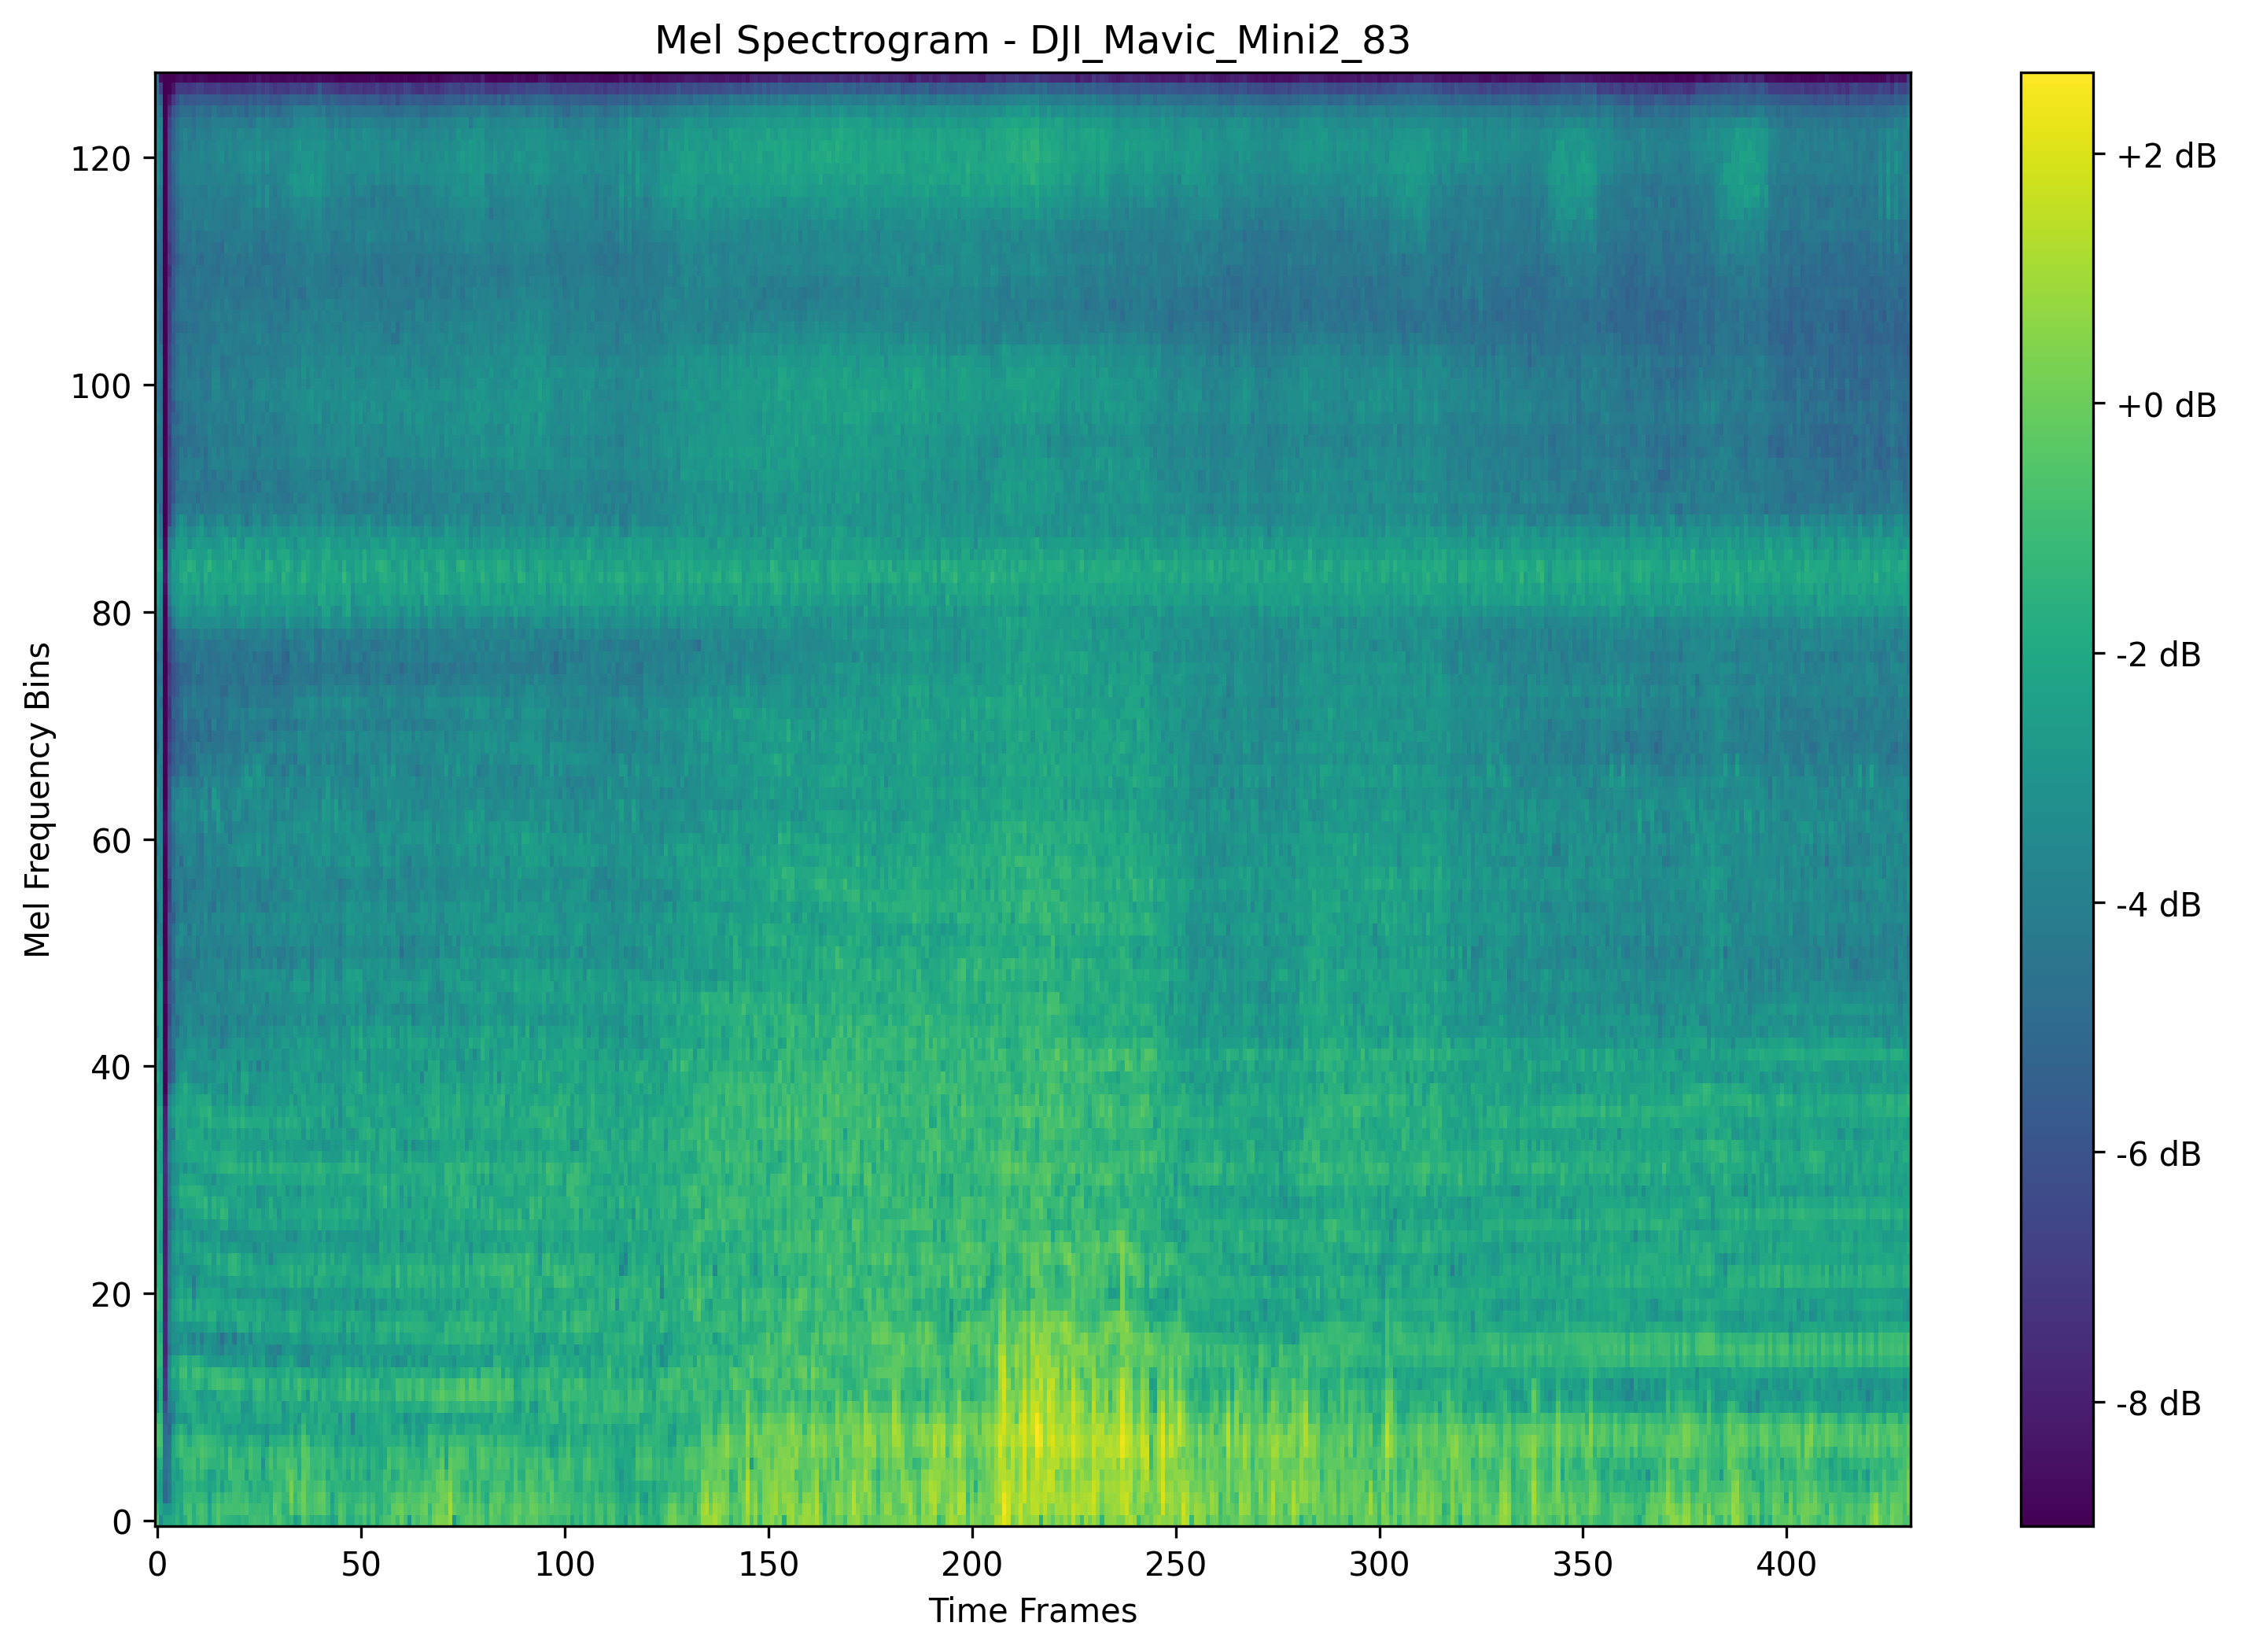 Mel Spectrogram - DJI_Mavic_Mini2_83
120
100
80
60
40
20
0
Mel Frequency Bins
0 50 100 150 200 250 300 350 400
Time Frames
+2 dB
+0 dB
-2 dB
-4 dB
-6 dB
-8 dB